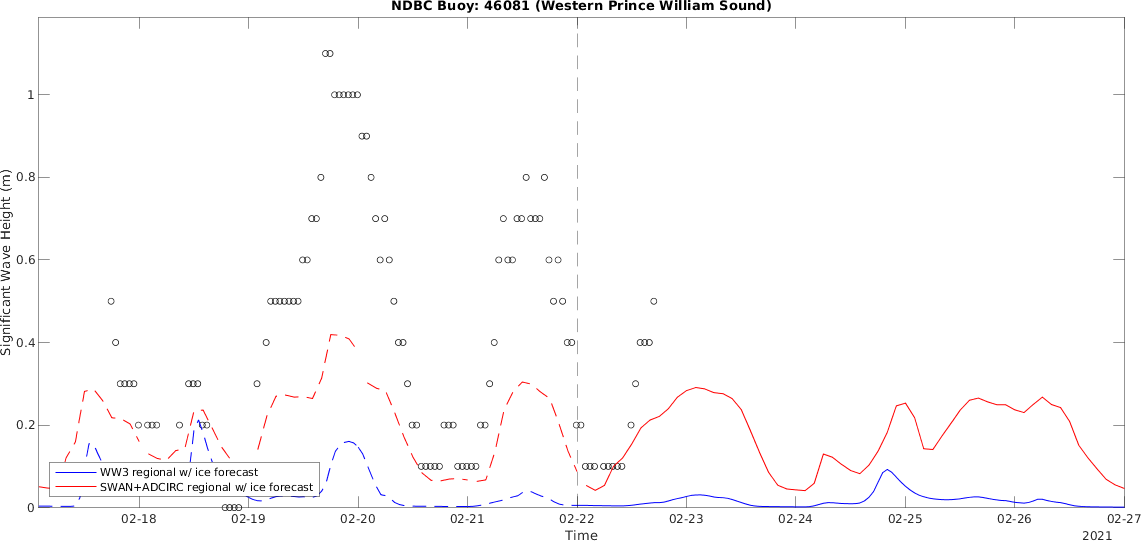 NDBC Buoy: 46081 (Western Prince William Sound)
Significant Wave Height (m)
1
0.8
0.6
0.4
0.2
0
WW3 regional w/ ice forecast
SWAN+ADCIRC regional w/ ice forecast
02-18 02-19 02-20 02-21 02-22 02-23 02-24 02-25 02-26 02-27
Time
2021